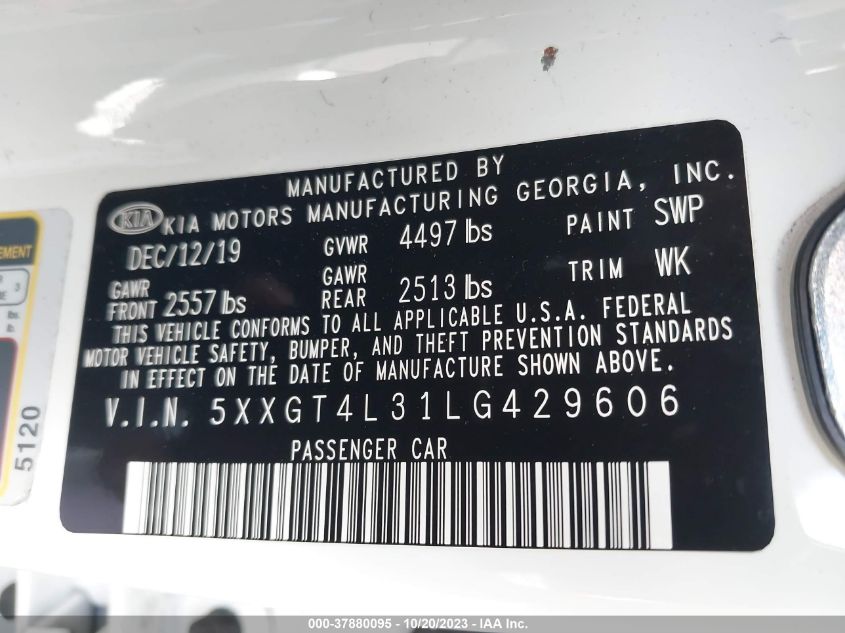 MANUFACTURED BY
KIA KIA MOTORS MANUFACTURING GEORGIA, INC.
DEC/12/19 GVWR 4497 lbs PAINT SWP
GAWR FRONT 2557 lbs GAWR REAR 2513 lbs TRIM WK
THIS VEHICLE CONFORMS TO ALL APPLICABLE U.S.A. FEDERAL
MOTOR VEHICLE SAFETY, BUMPER, AND THEFT PREVENTION STANDARDS
IN EFFECT ON THE DATE OF MANUFACTURE SHOWN ABOVE.
V.I.N. 5XXGT4L31LG429606
PASSENGER CAR
3
lbs.
lb.
5120
000-37880095 - 10/20/2023 - IAA Inc.